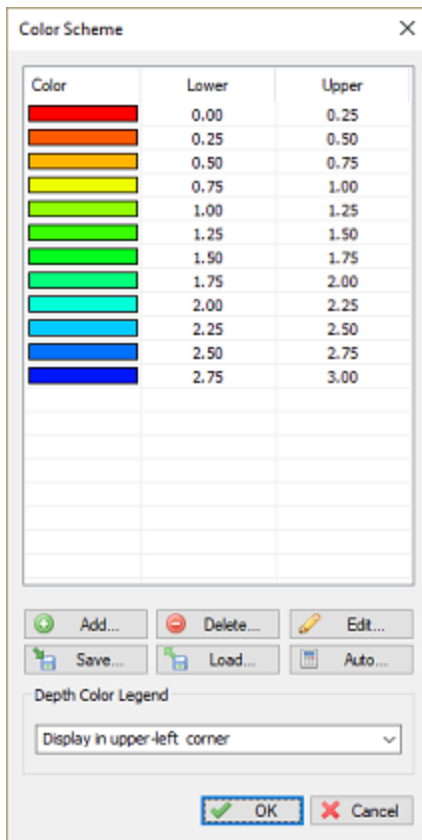 Color Scheme
Color Lower Upper
0.00 0.25
0.25 0.50
0.50 0.75
0.75 1.00
1.00 1.25
1.25 1.50
1.50 1.75
1.75 2.00
2.00 2.25
2.25 2.50
2.50 2.75
2.75 3.00
Add... Delete... Edit...
Save... Load... Auto...
Depth Color Legend
Display in upper-left corner
OK Cancel